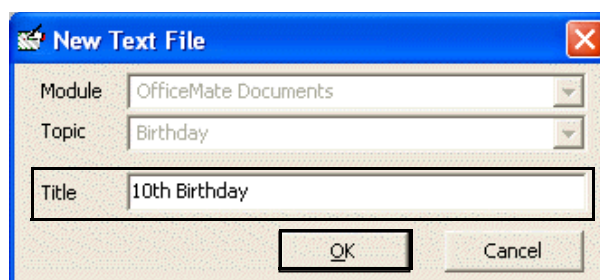 New Text File
Module OfficeMate Documents
Topic Birthday
Title 10th Birthday
OK Cancel